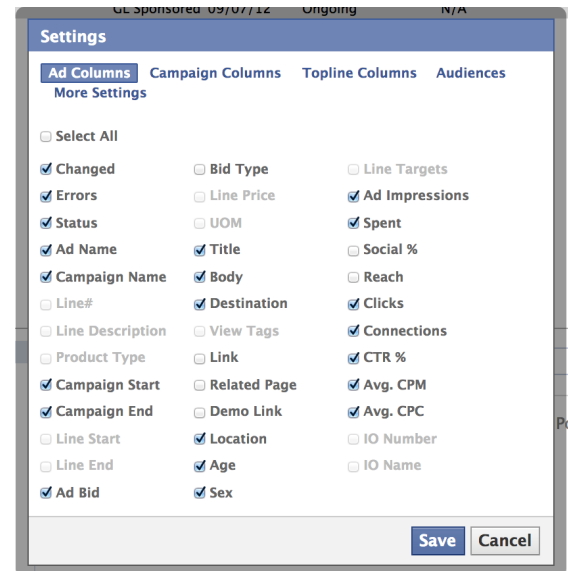 GL Sponsored 09/07/12 Ongoing N/A
Settings
Ad Columns Campaign Columns Topline Columns Audiences
More Settings
Select All
Changed Bid Type Line Targets
Errors Line Price Ad Impressions
Status UOM Spent
Ad Name Title Social %
Campaign Name Body Reach
Line# Destination Clicks
Line Description View Tags Connections
Product Type Link CTR %
Campaign Start Related Page Avg. CPM
Campaign End Demo Link Avg. CPC
Line Start Location IO Number
Line End Age IO Name
Ad Bid Sex
Save Cancel